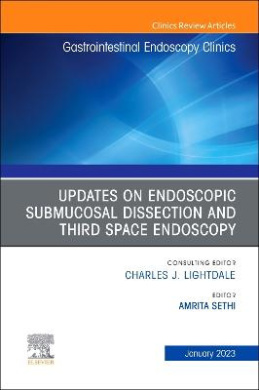 Clinics Review Articles
Gastrointestinal Endoscopy Clinics
UPDATES ON ENDOSCOPIC
SUBMUCOSAL DISSECTION AND
THIRD SPACE ENDOSCOPY
CONSULTING EDITOR
CHARLES J. LIGHTDALE
EDITOR
AMRITA SETHI
ELSEVIER
January 2023